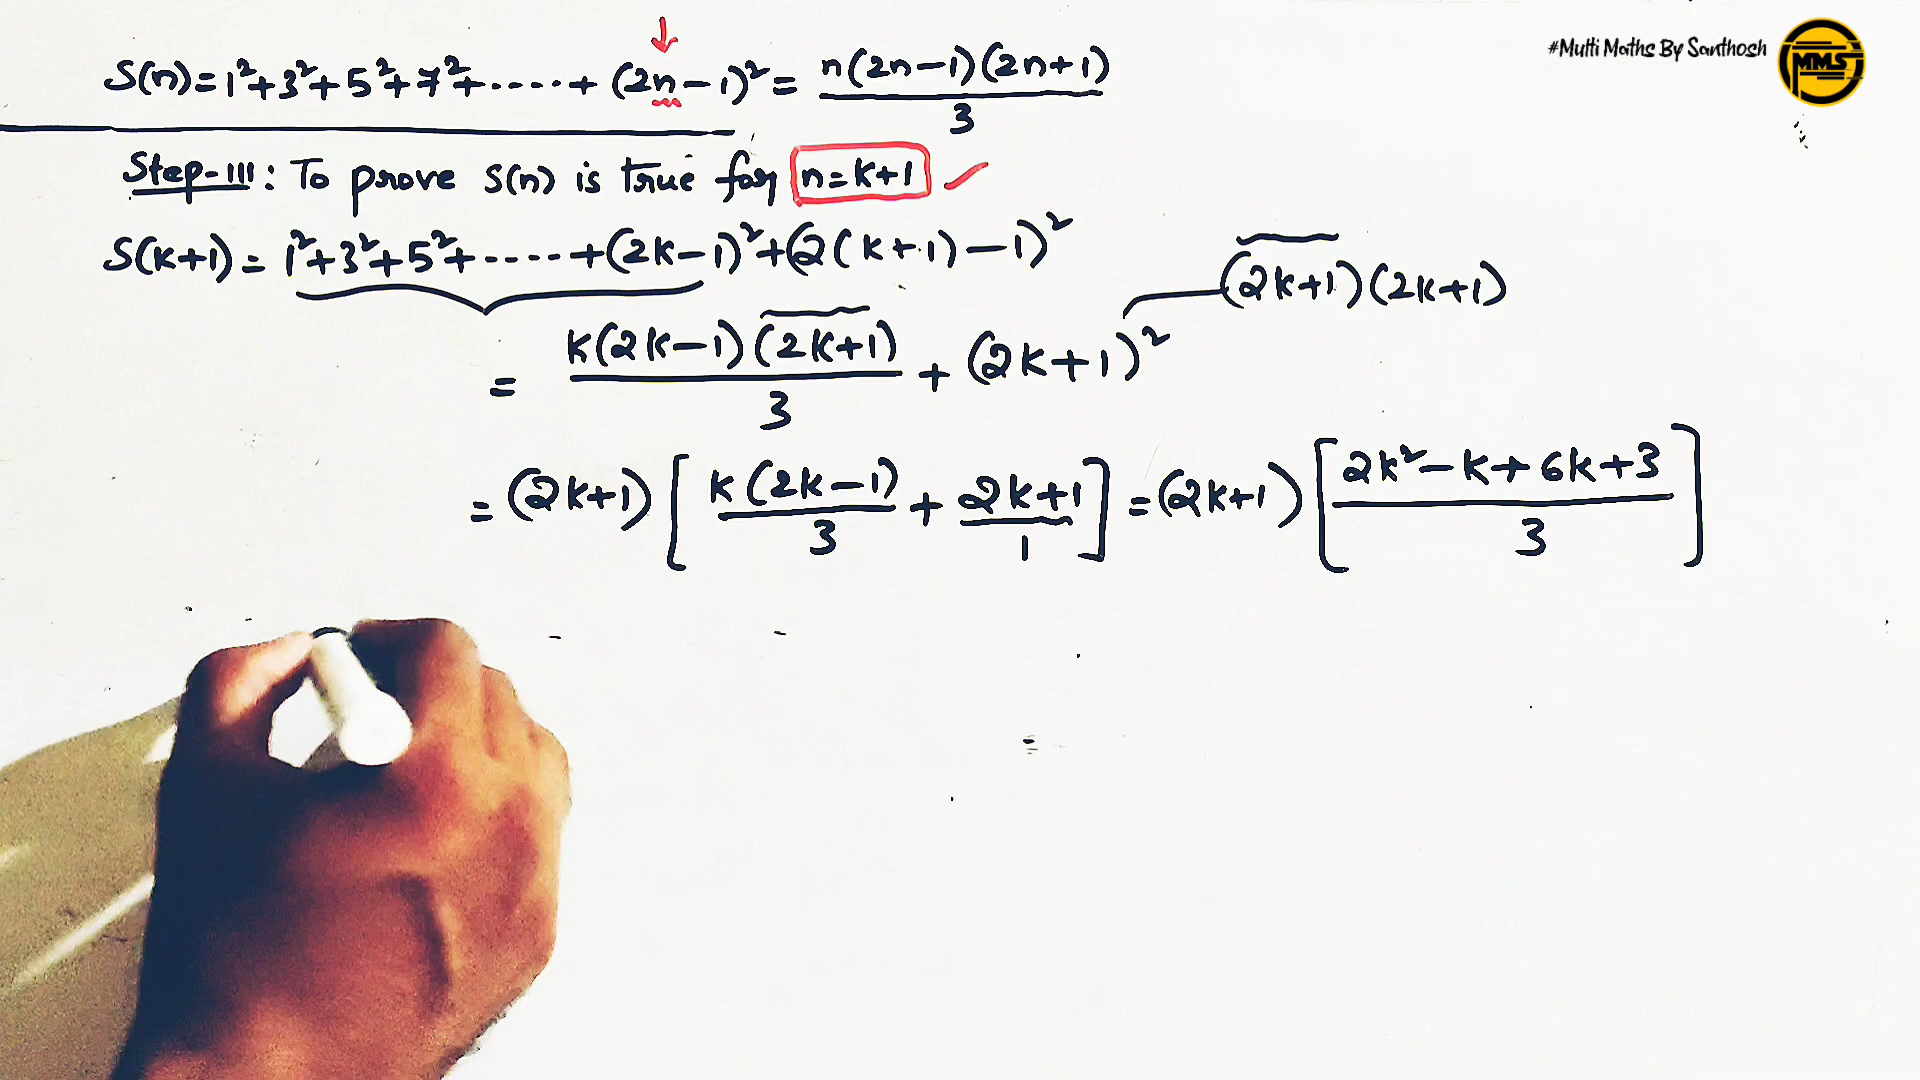 #Multi Maths By Santhosh
MMS
S(n) = 1²+3²+5²+7²+.....+(2n-1)² = n(2n-1)(2n+1)/3
Step-III: To prove S(n) is true for n=k+1 ✓
S(k+1) = 1²+3²+5²+.....+(2k-1)²+(2(k+1)-1)²
(2k+1)(2k+1)
= k(2k-1)(2k+1)/3 + (2k+1)²
= (2k+1)[k(2k-1)/3 + 2k+1/1] = (2k+1)[2k²-k+6k+3/3]